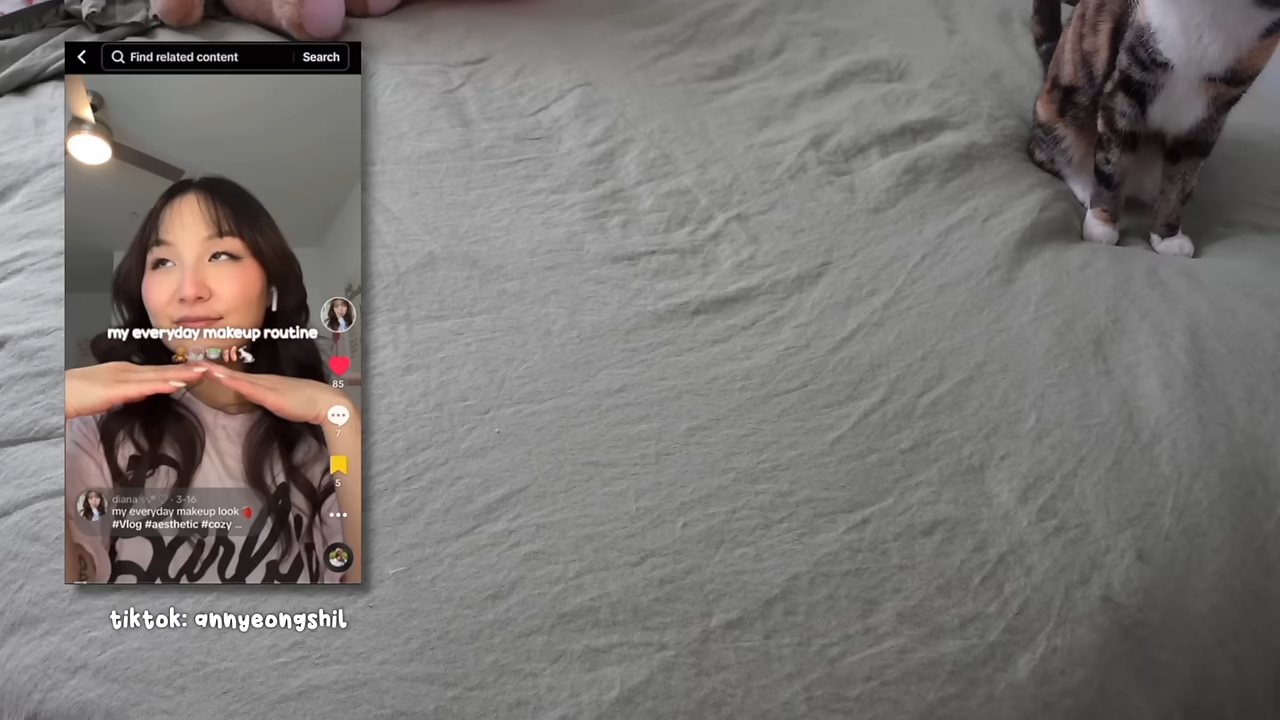 Find related content
Search
my everyday makeup routine
85
7
5
diana
· 3-16
my everyday makeup look
#Vlog #aesthetic #cozy ...
Barbi
tiktok: annyeongshil